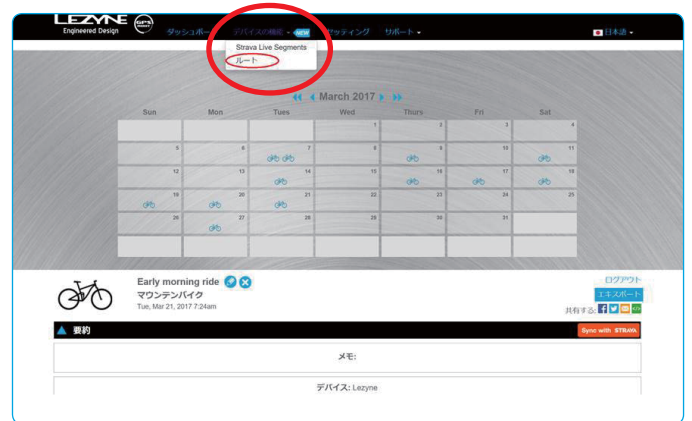 LEZYNE
Engineered Design
GPS
ダッシュボード デバイスの機能 NEW セッティング サポート 日本語
Strava Live Segments
ルート
March 2017
Sun Mon Tues Wed Thurs Fri Sat
1 2 3 4
5 6 7 8 9 10 11
12 13 14 15 16 17 18
19 20 21 22 23 24 25
26 27 28 29 30 31
Early morning ride
マウンテンバイク
Tue, Mar 21, 2017 7:24am
ログアウト
エキスポート
共有する:
要約
Sync with STRAVA
メモ:
デバイス: Lezyne